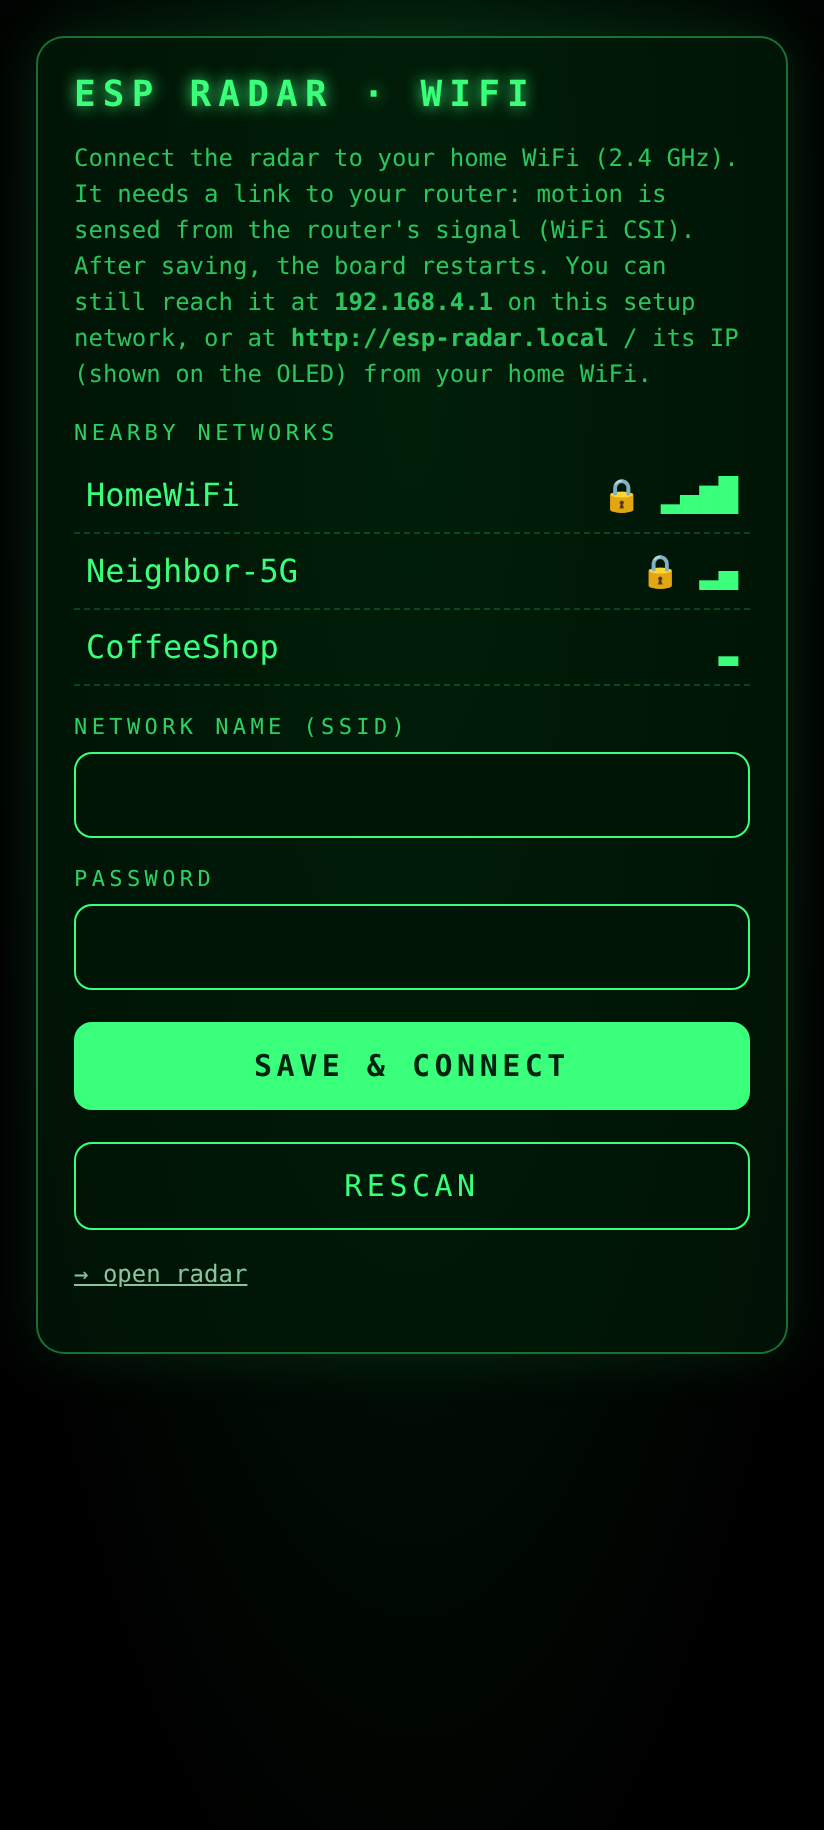 ESP RADAR · WIFI
Connect the radar to your home WiFi (2.4 GHz).
It needs a link to your router: motion is
sensed from the router's signal (WiFi CSI).
After saving, the board restarts. You can
still reach it at 192.168.4.1 on this setup
network, or at http://esp-radar.local / its IP
(shown on the OLED) from your home WiFi.
NEARBY NETWORKS
HomeWiFi
Neighbor-5G
CoffeeShop
NETWORK NAME (SSID)
PASSWORD
SAVE & CONNECT
RESCAN
→ open radar